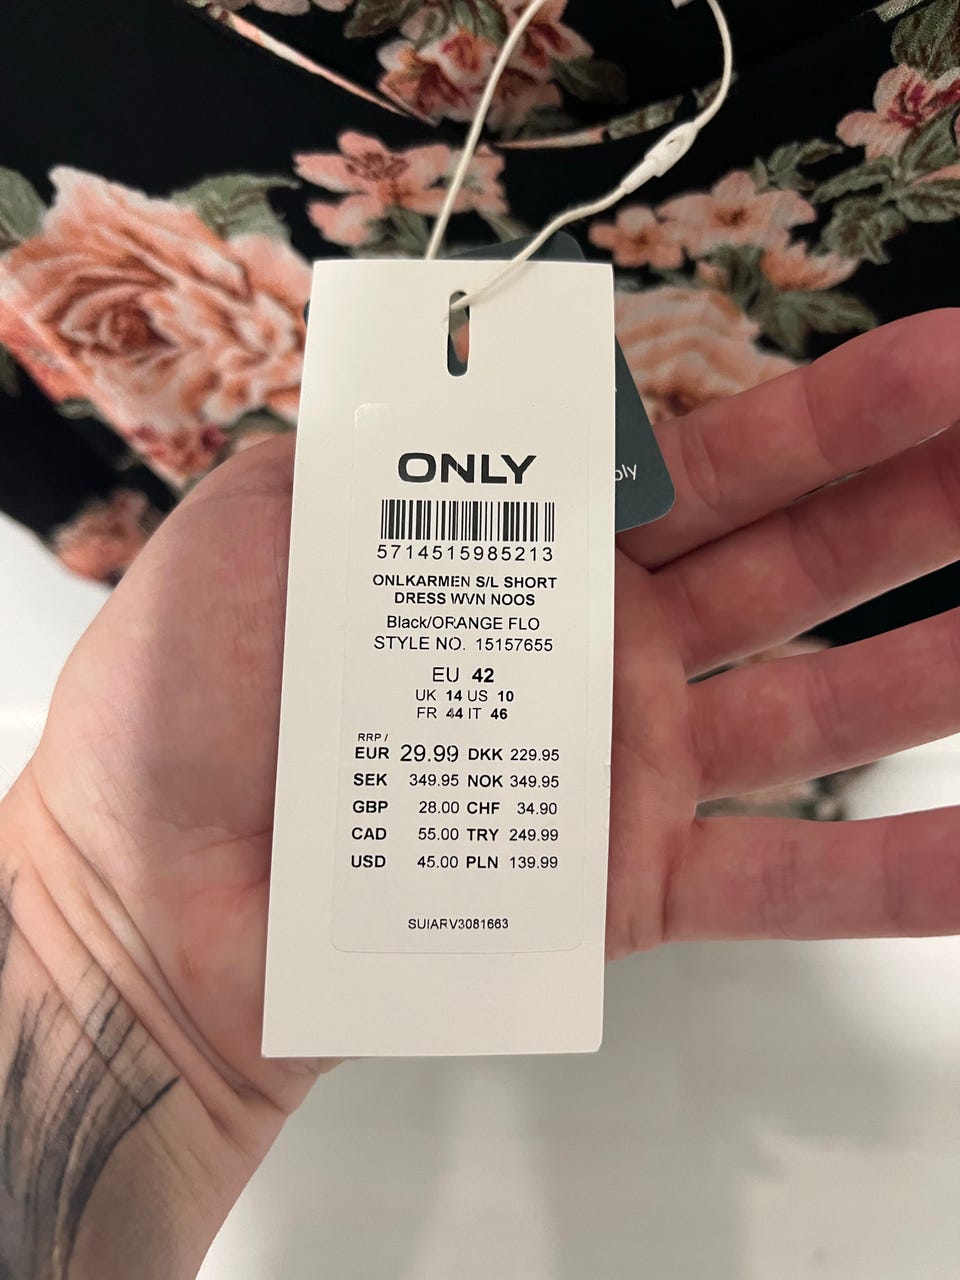 ONLY
5714515985213
ONLKARMEN S/L SHORT
DRESS WVN NOOS
Black/ORANGE FLO
STYLE NO. 15157655
EU 42
UK 14 US 10
FR 44 IT 46
RRP /
EUR 29.99 DKK 229.95
SEK 349.95 NOK 349.95
GBP 28.00 CHF 34.90
CAD 55.00 TRY 249.99
USD 45.00 PLN 139.99
SUIARV3081663